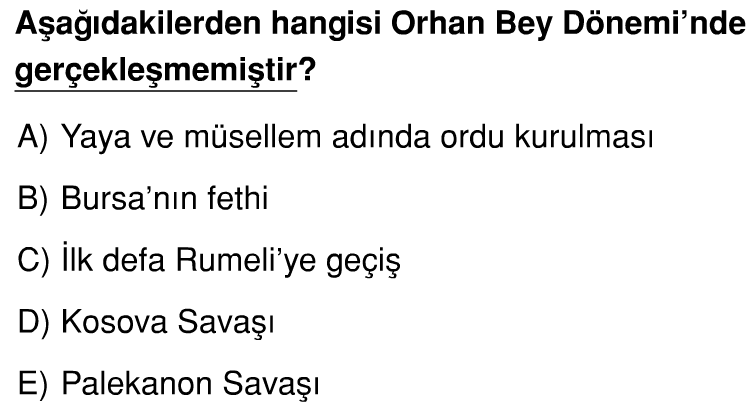 Aşağıdakilerden hangisi Orhan Bey Dönemi’nde
gerçekleşmemiştir?
A) Yaya ve müsellem adında ordu kurulması
B) Bursa’nın fethi
C) İlk defa Rumeli’ye geçiş
D) Kosova Savaşı
E) Palekanon Savaşı